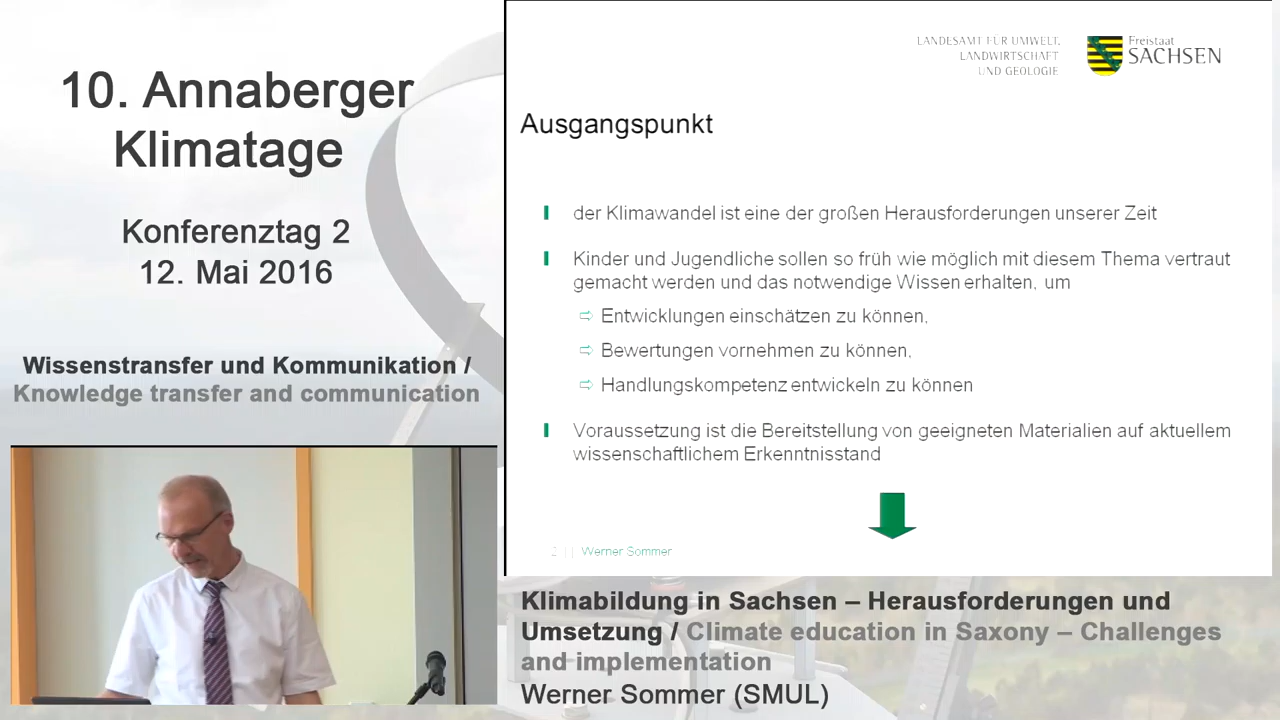 10. Annaberger
Klimatage
Konferenztag 2
12. Mai 2016
Wissenstransfer und Kommunikation /
Knowledge transfer and communication
LANDESAMT FÜR UMWELT,
LANDWIRTSCHAFT
UND GEOLOGIE
Freistaat
SACHSEN
Ausgangspunkt
der Klimawandel ist eine der großen Herausforderungen unserer Zeit
Kinder und Jugendliche sollen so früh wie möglich mit diesem Thema vertraut
gemacht werden und das notwendige Wissen erhalten, um
⇨ Entwicklungen einschätzen zu können,
⇨ Bewertungen vornehmen zu können,
⇨ Handlungskompetenz entwickeln zu können
Voraussetzung ist die Bereitstellung von geeigneten Materialien auf aktuellem
wissenschaftlichem Erkenntnisstand
2 | | Werner Sommer
Klimabildung in Sachsen – Herausforderungen und
Umsetzung / Climate education in Saxony – Challenges
and implementation
Werner Sommer (SMUL)